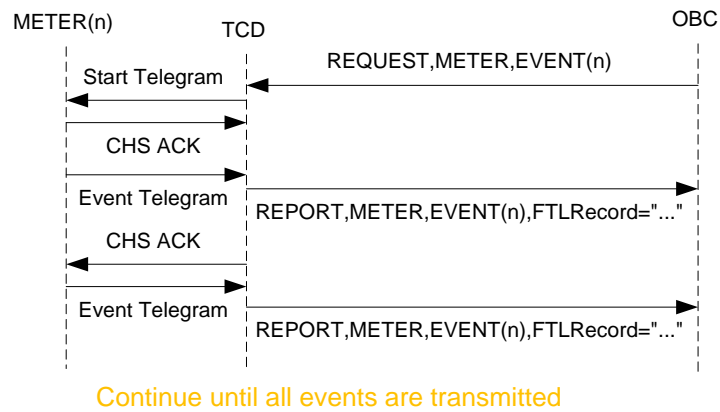 METER(n)
TCD
OBC
REQUEST,METER,EVENT(n)
Start Telegram
CHS ACK
Event Telegram
REPORT,METER,EVENT(n),FTLRecord="..."
CHS ACK
Event Telegram
REPORT,METER,EVENT(n),FTLRecord="..."
Continue until all events are transmitted